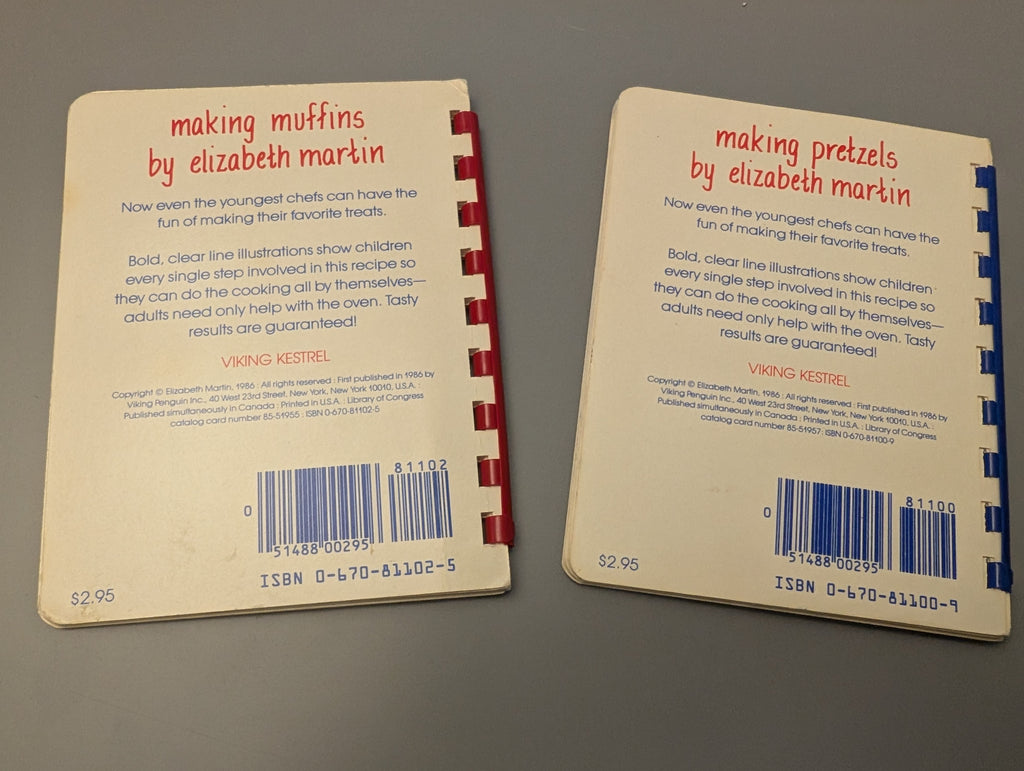 making muffins
by elizabeth martin
Now even the youngest chefs can have the
fun of making their favorite treats.
Bold, clear line illustrations show children
every single step involved in this recipe so
they can do the cooking all by themselves—
adults need only help with the oven. Tasty
results are guaranteed!
VIKING KESTREL
Copyright © Elizabeth Martin, 1986 : All rights reserved : First published in 1986 by
Viking Penguin Inc., 40 West 23rd Street, New York, New York 10010, U.S.A. :
Published simultaneously in Canada : Printed in U.S.A. : Library of Congress
catalog card number 85-51955 : ISBN 0-670-81102-5
81102
0
51488 00295
ISBN 0-670-81102-5
$2.95
making pretzels
by elizabeth martin
Now even the youngest chefs can have the
fun of making their favorite treats.
Bold, clear line illustrations show children
every single step involved in this recipe so
they can do the cooking all by themselves—
adults need only help with the oven. Tasty
results are guaranteed!
VIKING KESTREL
Copyright © Elizabeth Martin, 1986 : All rights reserved : First published in 1986 by
Viking Penguin Inc., 40 West 23rd Street, New York, New York 10010, U.S.A. :
Published simultaneously in Canada : Printed in U.S.A. : Library of Congress
catalog card number 85-51957 : ISBN 0-670-81100-9
81100
0
51488 00295
ISBN 0-670-81100-9
$2.95